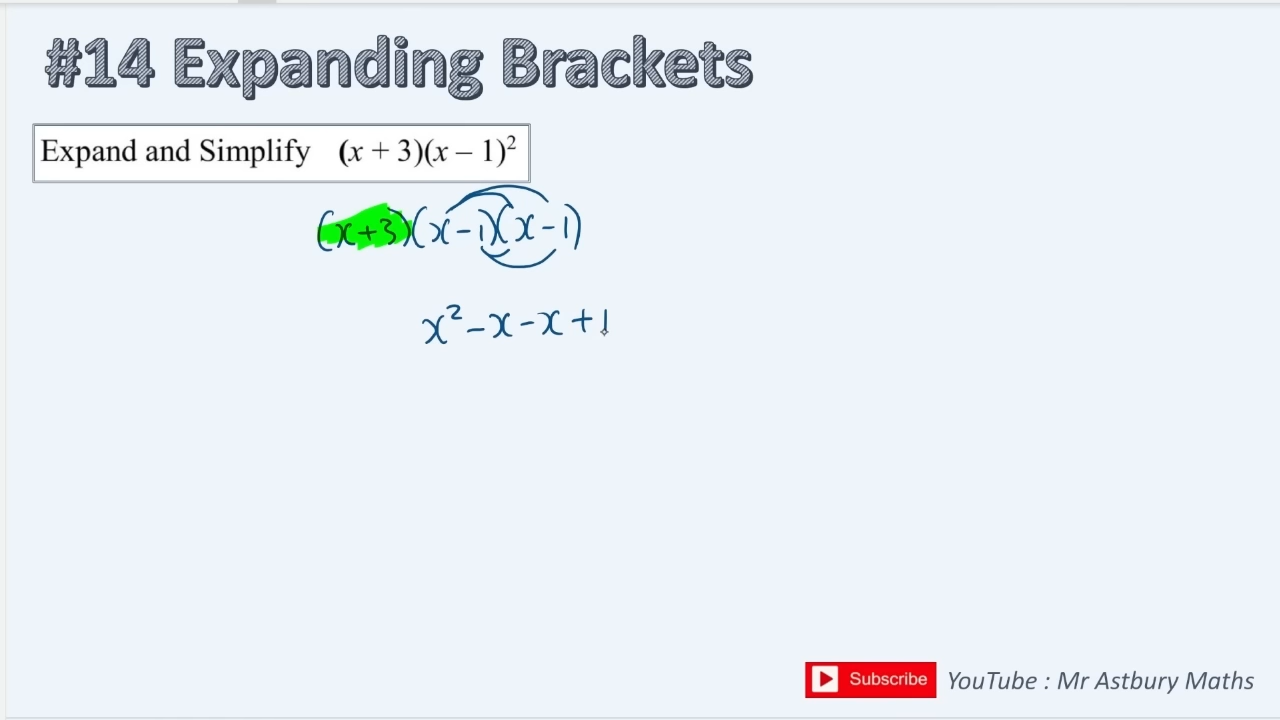 #14 Expanding Brackets
Expand and Simplify (x + 3)(x – 1)²
(x+3)(x-1)(x-1)
x²-x-x+1
Subscribe YouTube : Mr Astbury Maths